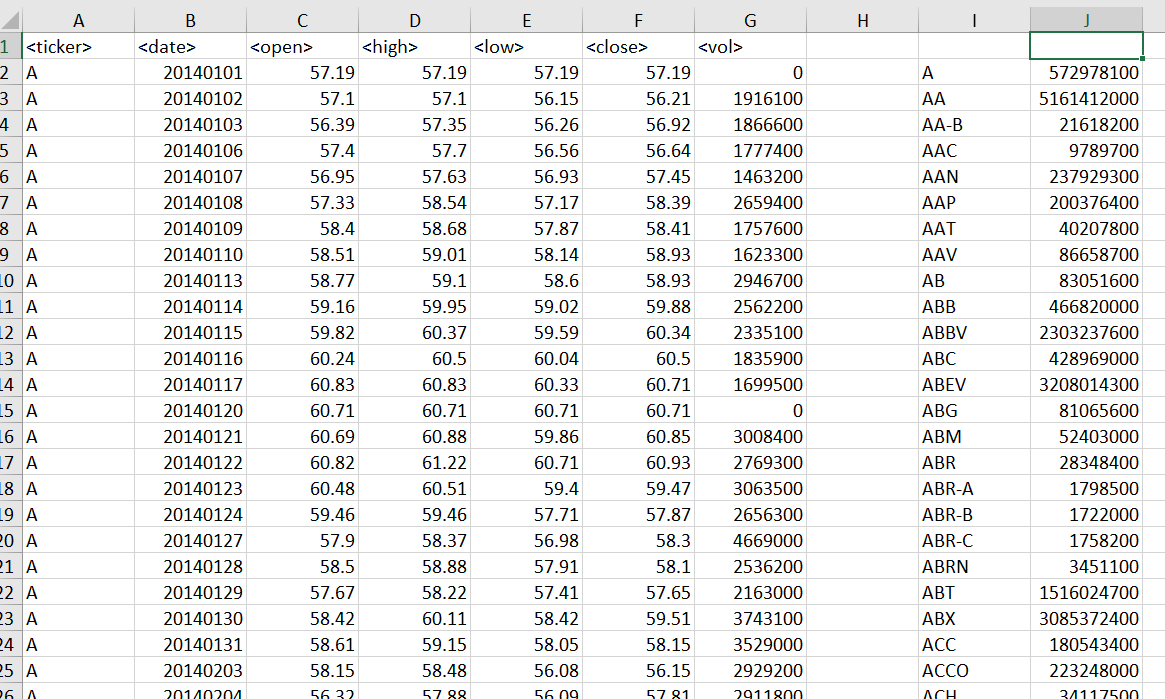 A B C D E F G H I J
1 <ticker> <date> <open> <high> <low> <close> <vol>
2 A 20140101 57.19 57.19 57.19 57.19 0 A 572978100
3 A 20140102 57.1 57.1 56.15 56.21 1916100 AA 5161412000
4 A 20140103 56.39 57.35 56.26 56.92 1866600 AA-B 21618200
5 A 20140106 57.4 57.7 56.56 56.64 1777400 AAC 9789700
6 A 20140107 56.95 57.63 56.93 57.45 1463200 AAN 237929300
7 A 20140108 57.33 58.54 57.17 58.39 2659400 AAP 200376400
8 A 20140109 58.4 58.68 57.87 58.41 1757600 AAT 40207800
9 A 20140110 58.51 59.01 58.14 58.93 1623300 AAV 86658700
10 A 20140113 58.77 59.1 58.6 58.93 2946700 AB 83051600
11 A 20140114 59.16 59.95 59.02 59.88 2562200 ABB 466820000
12 A 20140115 59.82 60.37 59.59 60.34 2335100 ABBV 2303237600
13 A 20140116 60.24 60.5 60.04 60.5 1835900 ABC 428969000
14 A 20140117 60.83 60.83 60.33 60.71 1699500 ABEV 3208014300
15 A 20140120 60.71 60.71 60.71 60.71 0 ABG 81065600
16 A 20140121 60.69 60.88 59.86 60.85 3008400 ABM 52403000
17 A 20140122 60.82 61.22 60.71 60.93 2769300 ABR 28348400
18 A 20140123 60.48 60.51 59.4 59.47 3063500 ABR-A 1798500
19 A 20140124 59.46 59.46 57.71 57.87 2656300 ABR-B 1722000
20 A 20140127 57.9 58.37 56.98 58.3 4669000 ABR-C 1758200
21 A 20140128 58.5 58.88 57.91 58.1 2536200 ABRN 3451100
22 A 20140129 57.67 58.22 57.41 57.65 2163000 ABT 1516024700
23 A 20140130 58.42 60.11 58.42 59.51 3743100 ABX 3085372400
24 A 20140131 58.61 59.15 58.05 58.15 3529000 ACC 180543400
25 A 20140203 58.15 58.48 56.08 56.15 2929200 ACCO 223248000
26 A 20140204 56.32 57.88 56.09 57.81 2911800 ACH 34117500